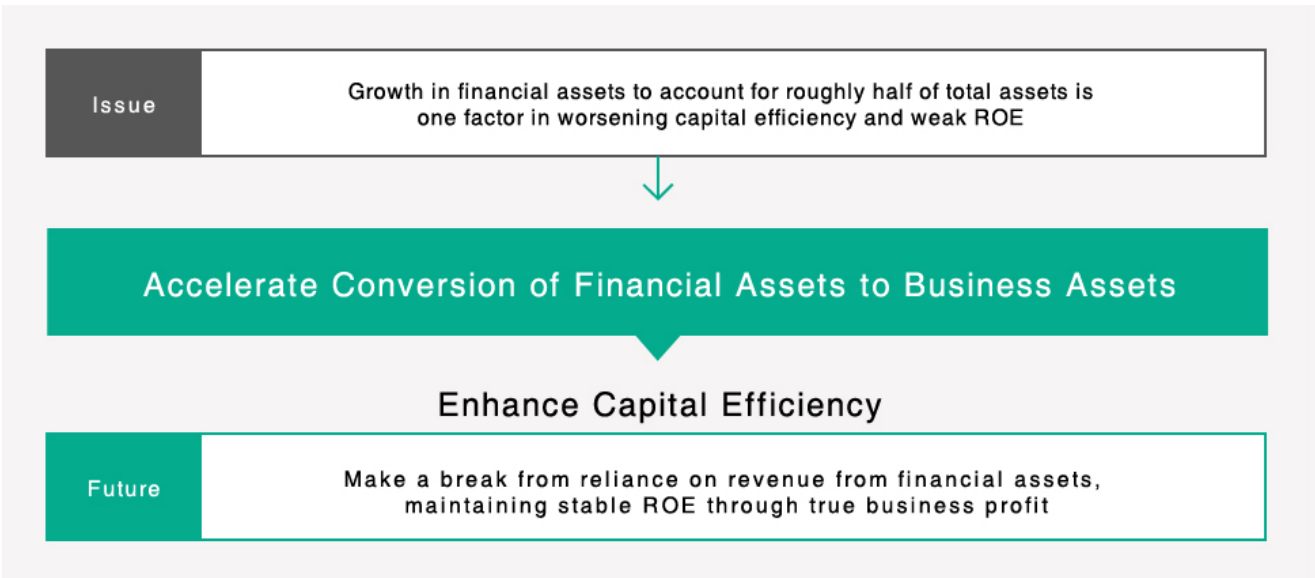 Issue
Growth in financial assets to account for roughly half of total assets is
one factor in worsening capital efficiency and weak ROE
Accelerate Conversion of Financial Assets to Business Assets
Enhance Capital Efficiency
Future
Make a break from reliance on revenue from financial assets,
maintaining stable ROE through true business profit